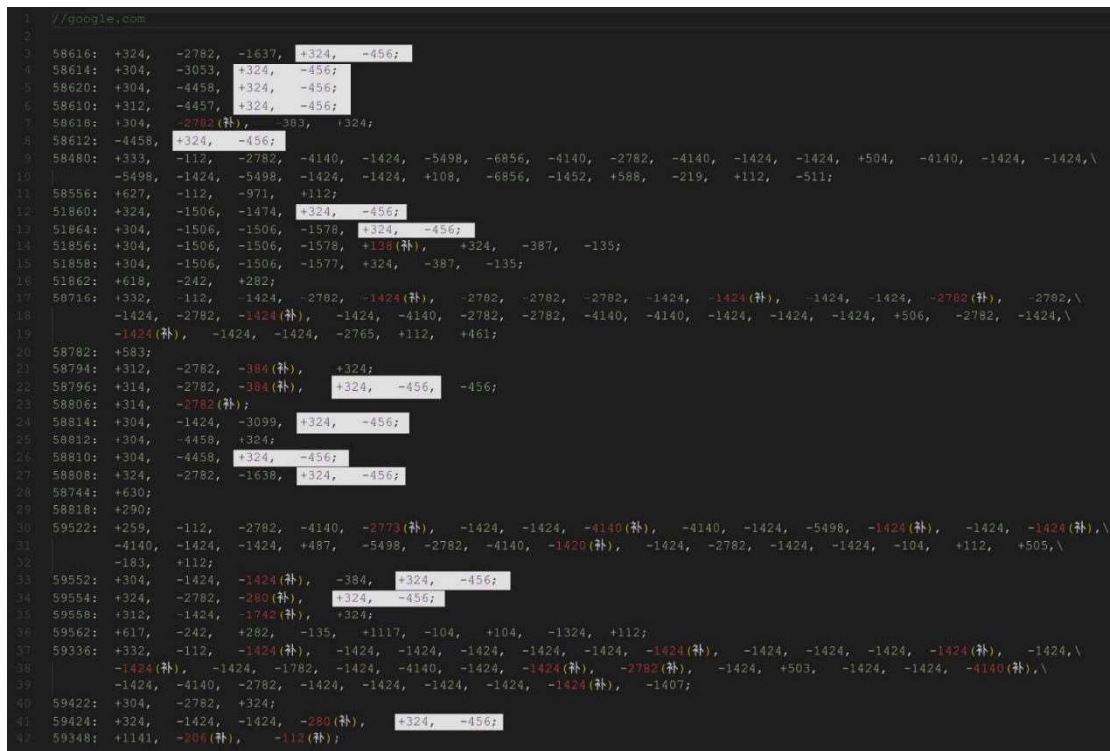 1 //google.com
2
3 58616: +324, -2782, -1637, +324, -456;
4 58614: +304, -3053, +324, -456;
5 58620: +304, -4458, +324, -456;
6 58610: +312, -4457, +324, -456;
7 58618: +304, -2782(补), -383, +324;
8 58612: -4458, +324, -456;
9 58480: +333, -112, -2782, -4140, -1424, -5498, -6856, -4140, -2782, -4140, -1424, -1424, +504, -4140, -1424, -1424,\
10 -5498, -1424, -5498, -1424, -1424, +108, -6856, -1452, +588, -219, +112, -511;
11 58556: +627, -112, -971, +112;
12 51860: +324, -1506, -1474, +324, -456;
13 51864: +304, -1506, -1506, -1578, +324, -456;
14 51856: +304, -1506, -1506, -1578, +138(补), +324, -387, -135;
15 51858: +304, -1506, -1506, -1577, +324, -387, -135;
16 51862: +618, -242, +282;
17 58716: +332, -112, -1424, -2782, -1424(补), -2782, -2782, -2782, -1424, -1424(补), -1424, -1424, -2782(补), -2782,\
18 -1424, -2782, -1424(补), -1424, -4140, -2782, -2782, -4140, -4140, -1424, -1424, -1424, +506, -2782, -1424,\
19 -1424(补), -1424, -1424, -2765, +112, +461;
20 58782: +583;
21 58794: +312, -2782, -384(补), +324;
22 58796: +314, -2782, -384(补), +324, -456, -456;
23 58806: +314, -2782(补);
24 58814: +304, -1424, -3099, +324, -456;
25 58812: +304, -4458, +324;
26 58810: +304, -4458, +324, -456;
27 58808: +324, -2782, -1638, +324, -456;
28 58744: +630;
29 58818: +290;
30 59522: +259, -112, -2782, -4140, -2773(补), -1424, -1424, -4140(补), -4140, -1424, -5498, -1424(补), -1424, -1424(补),\
31 -4140, -1424, -1424, +487, -5498, -2782, -4140, -1420(补), -1424, -2782, -1424, -1424, -104, +112, +505,\
32 -183, +112;
33 59552: +304, -1424, -1424(补), -384, +324, -456;
34 59554: +324, -2782, -280(补), +324, -456;
35 59558: +312, -1424, -1742(补), +324;
36 59562: +617, -242, +282, -135, +1117, -104, +104, -1324, +112;
37 59336: +332, -112, -1424(补), -1424, -1424, -1424, -1424, -1424(补), -1424, -1424, -1424, -1424(补), -1424,\
38 -1424(补), -1424, -1782, -1424, -4140, -1424, -1424(补), -2782(补), -1424, +503, -1424, -1424, -4140(补),\
39 -1424, -4140, -2782, -1424, -1424, -1424, -1424, -1424(补), -1407;
40 59422: +304, -2782, +324;
41 59424: +324, -1424, -1424, -280(补), +324, -456;
42 59348: +1141, -206(补), -112(补);